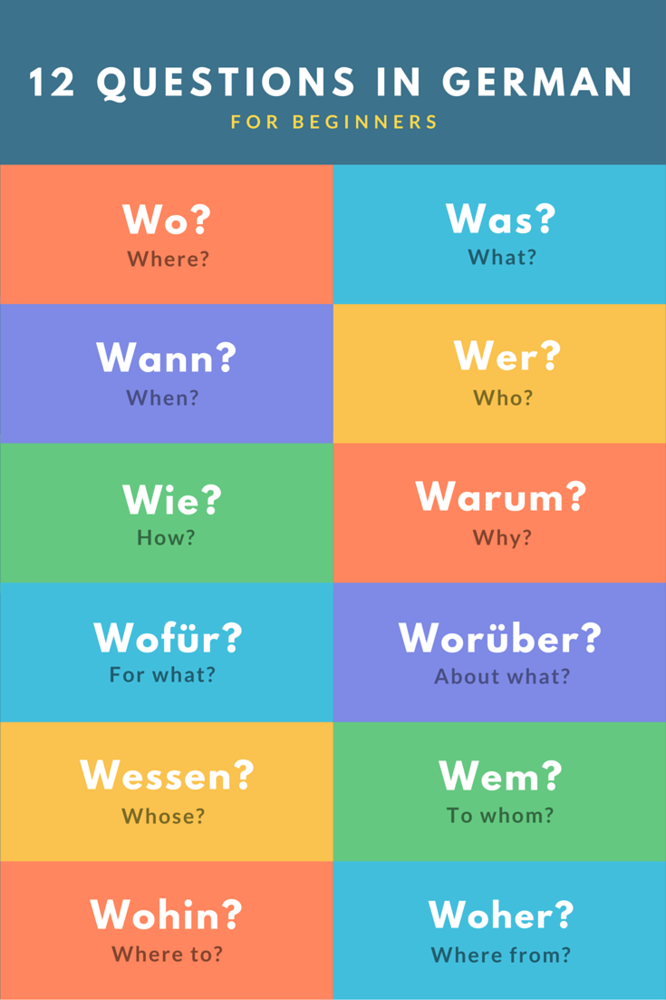 12 QUESTIONS IN GERMAN
FOR BEGINNERS
Wo?
Where?
Was?
What?
Wann?
When?
Wer?
Who?
Wie?
How?
Warum?
Why?
Wofür?
For what?
Worüber?
About what?
Wessen?
Whose?
Wem?
To whom?
Wohin?
Where to?
Woher?
Where from?